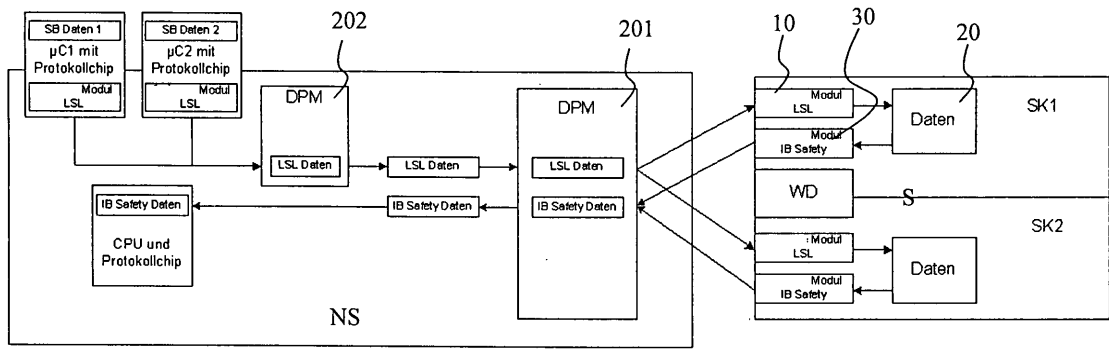 SB Daten 1
µC1 mit
Protokollchip
Modul
LSL
SB Daten 2
µC2 mit
Protokollchip
Modul
LSL
202
DPM
LSL Daten
LSL Daten
IB Safety Daten
IB Safety Daten
CPU und
Protokollchip
201
DPM
LSL Daten
IB Safety Daten
NS
10
30
20
Modul
LSL
Modul
IB Safety
Daten
SK1
WD
S
SK2
Modul
LSL
Modul
IB Safety
Daten